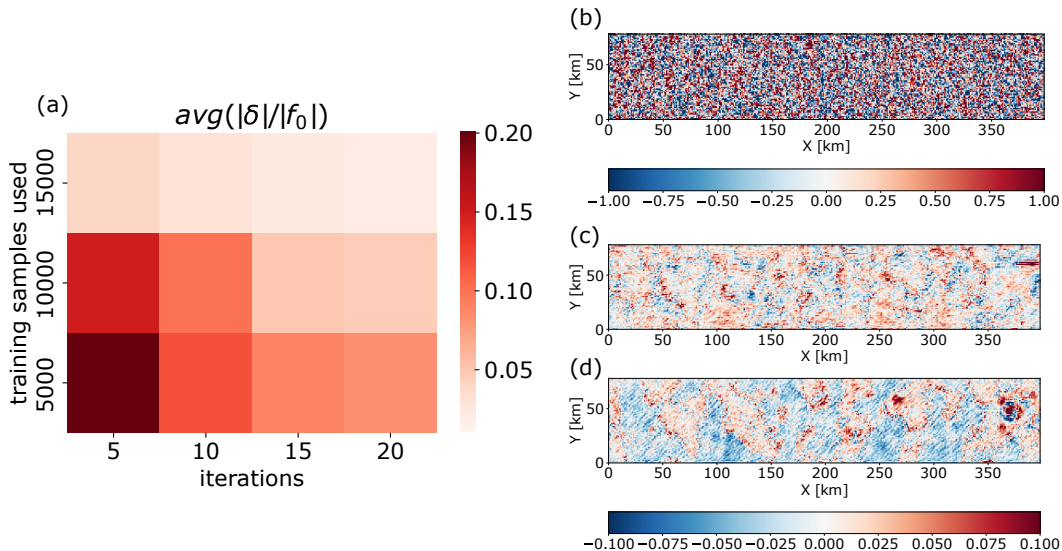 (a)
avg(|δ|/|f₀|)
training samples used
15000
10000
5000
5 10 15 20
iterations
0.20
0.15
0.10
0.05
(b)
Y [km]
50
0
0 50 100 150 200 250 300 350
X [km]
−1.00 −0.75 −0.50 −0.25 0.00 0.25 0.50 0.75 1.00
(c)
Y [km]
50
0
0 50 100 150 200 250 300 350
X [km]
(d)
Y [km]
50
0
0 50 100 150 200 250 300 350
X [km]
−0.100 −0.075 −0.050 −0.025 0.000 0.025 0.050 0.075 0.100